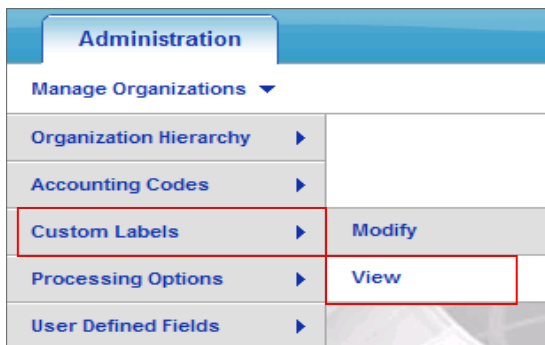 Administration
Manage Organizations
Organization Hierarchy
Accounting Codes
Custom Labels
Modify
Processing Options
View
User Defined Fields